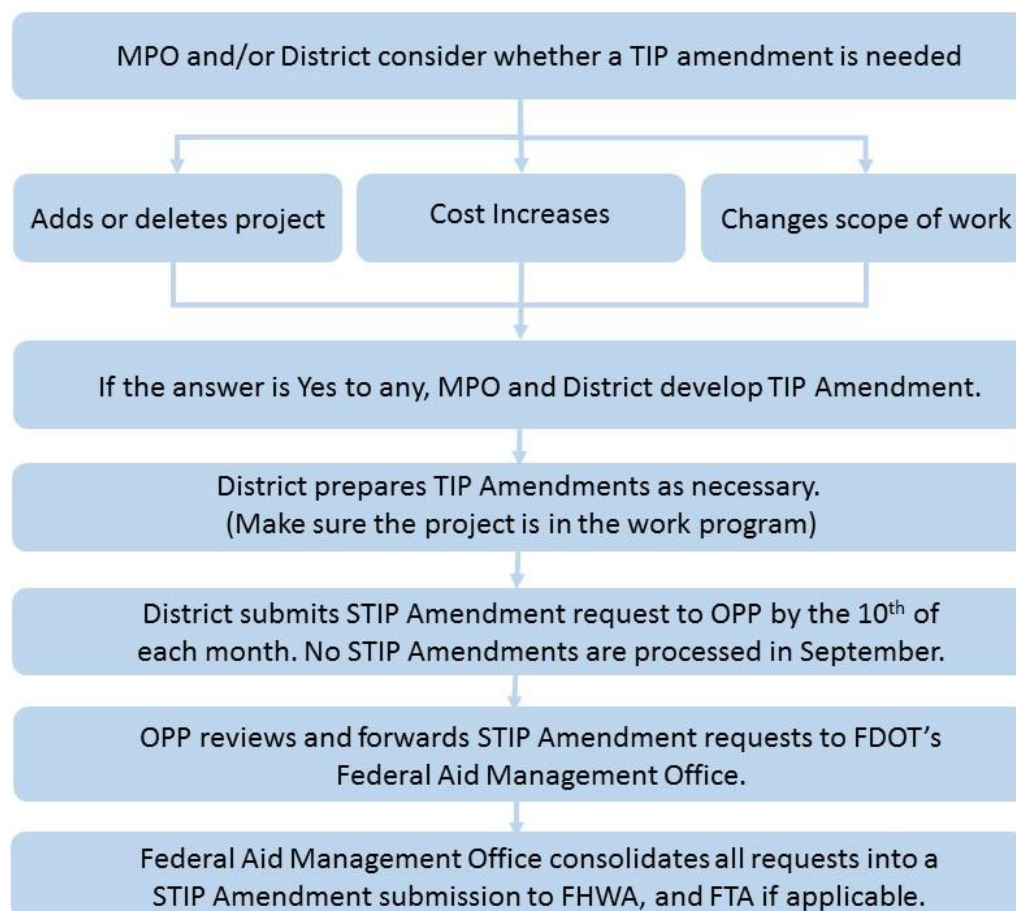 MPO and/or District consider whether a TIP amendment is needed
Adds or deletes project
Cost Increases
Changes scope of work
If the answer is Yes to any, MPO and District develop TIP Amendment.
District prepares TIP Amendments as necessary.
(Make sure the project is in the work program)
District submits STIP Amendment request to OPP by the 10th of
each month. No STIP Amendments are processed in September.
OPP reviews and forwards STIP Amendment requests to FDOT’s
Federal Aid Management Office.
Federal Aid Management Office consolidates all requests into a
STIP Amendment submission to FHWA, and FTA if applicable.